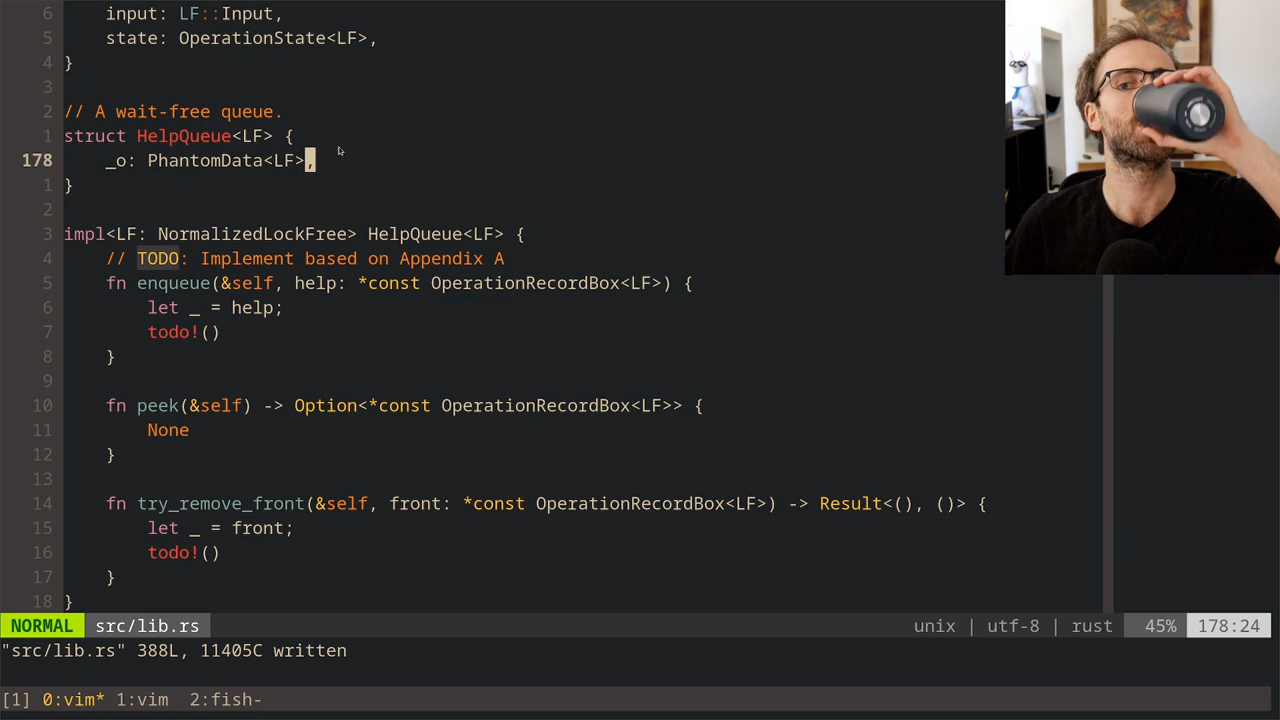 6 input: LF::Input,
5 state: OperationState<LF>,
4 }
3
2 // A wait-free queue.
1 struct HelpQueue<LF> {
178 _o: PhantomData<LF>,
1 }
2
3 impl<LF: NormalizedLockFree> HelpQueue<LF> {
4 // TODO: Implement based on Appendix A
5 fn enqueue(&self, help: *const OperationRecordBox<LF>) {
6 let _ = help;
7 todo!()
8 }
9
10 fn peek(&self) -> Option<*const OperationRecordBox<LF>> {
11 None
12 }
13
14 fn try_remove_front(&self, front: *const OperationRecordBox<LF>) -> Result<(), ()> {
15 let _ = front;
16 todo!()
17 }
18 }
NORMAL src/lib.rs unix | utf-8 | rust 45% 178:24
"src/lib.rs" 388L, 11405C written
[1] 0:vim* 1:vim 2:fish-